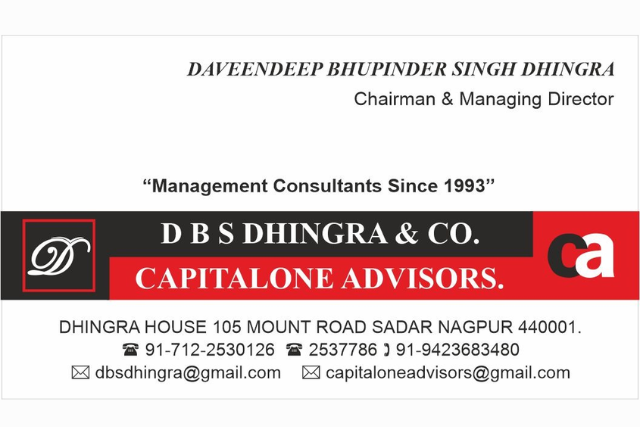 DAVEENDEEP BHUPINDER SINGH DHINGRA
Chairman & Managing Director
“Management Consultants Since 1993”
D
D B S DHINGRA & CO.
ca
CAPITALONE ADVISORS.
DHINGRA HOUSE 105 MOUNT ROAD SADAR NAGPUR 440001.
☎ 91-712-2530126 ☎ 2537786 91-9423683480
✉ dbsdhingra@gmail.com ✉ capitaloneadvisors@gmail.com